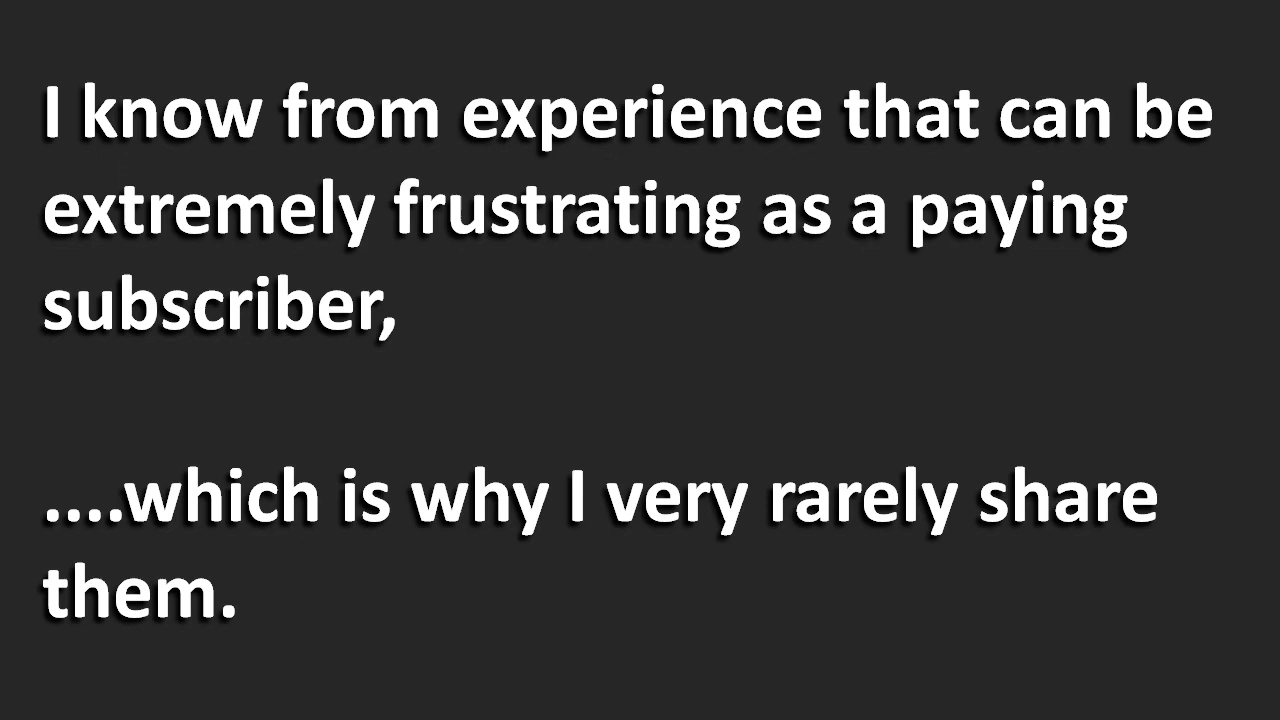 I know from experience that can be
extremely frustrating as a paying
subscriber,
....which is why I very rarely share
them.